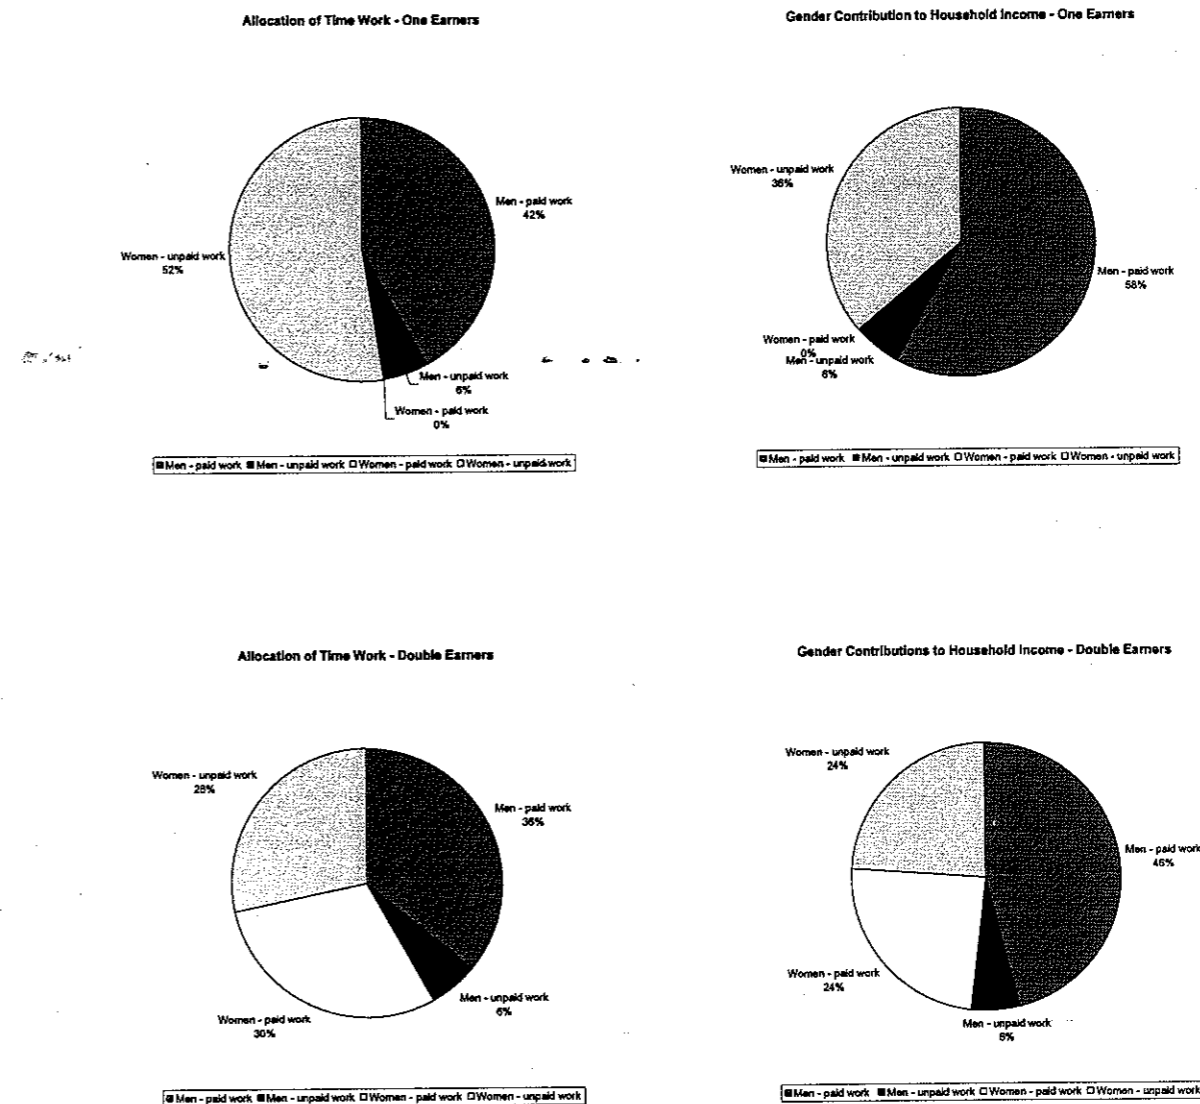 Allocation of Time Work - One Earners
Women - unpaid work
52%
Men - paid work
42%
Men - unpaid work
6%
Women - paid work
0%
Men - paid work Men - unpaid work Women - paid work Women - unpaid work
Gender Contribution to Household Income - One Earners
Women - unpaid work
36%
Men - paid work
58%
Women - paid work
0%
Men - unpaid work
6%
Men - paid work Men - unpaid work Women - paid work Women - unpaid work
Allocation of Time Work - Double Earners
Women - unpaid work
28%
Men - paid work
36%
Men - unpaid work
6%
Women - paid work
30%
Men - paid work Men - unpaid work Women - paid work Women - unpaid work
Gender Contributions to Household Income - Double Earners
Women - unpaid work
24%
Men - paid work
46%
Women - paid work
24%
Men - unpaid work
6%
Men - paid work Men - unpaid work Women - paid work Women - unpaid work